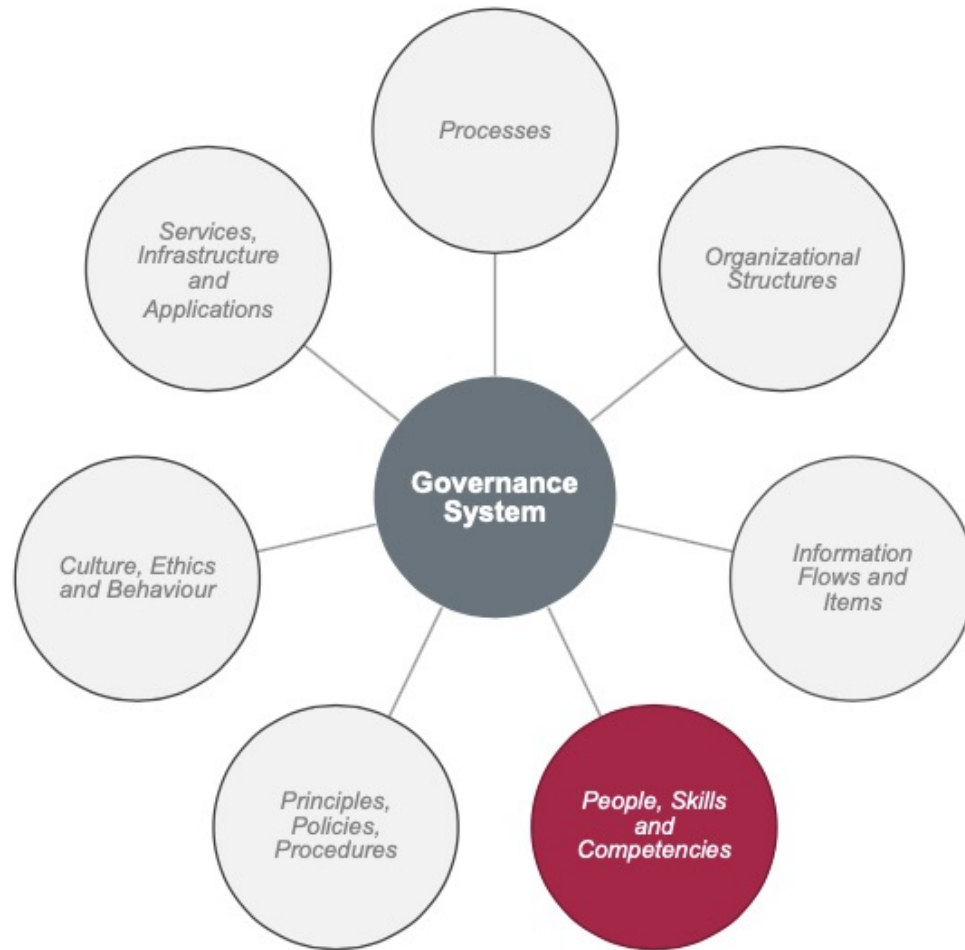 Processes
Services,
Infrastructure
and
Applications
Organizational
Structures
Governance
System
Culture, Ethics
and Behaviour
Information
Flows and
Items
Principles,
Policies,
Procedures
People, Skills
and
Competencies